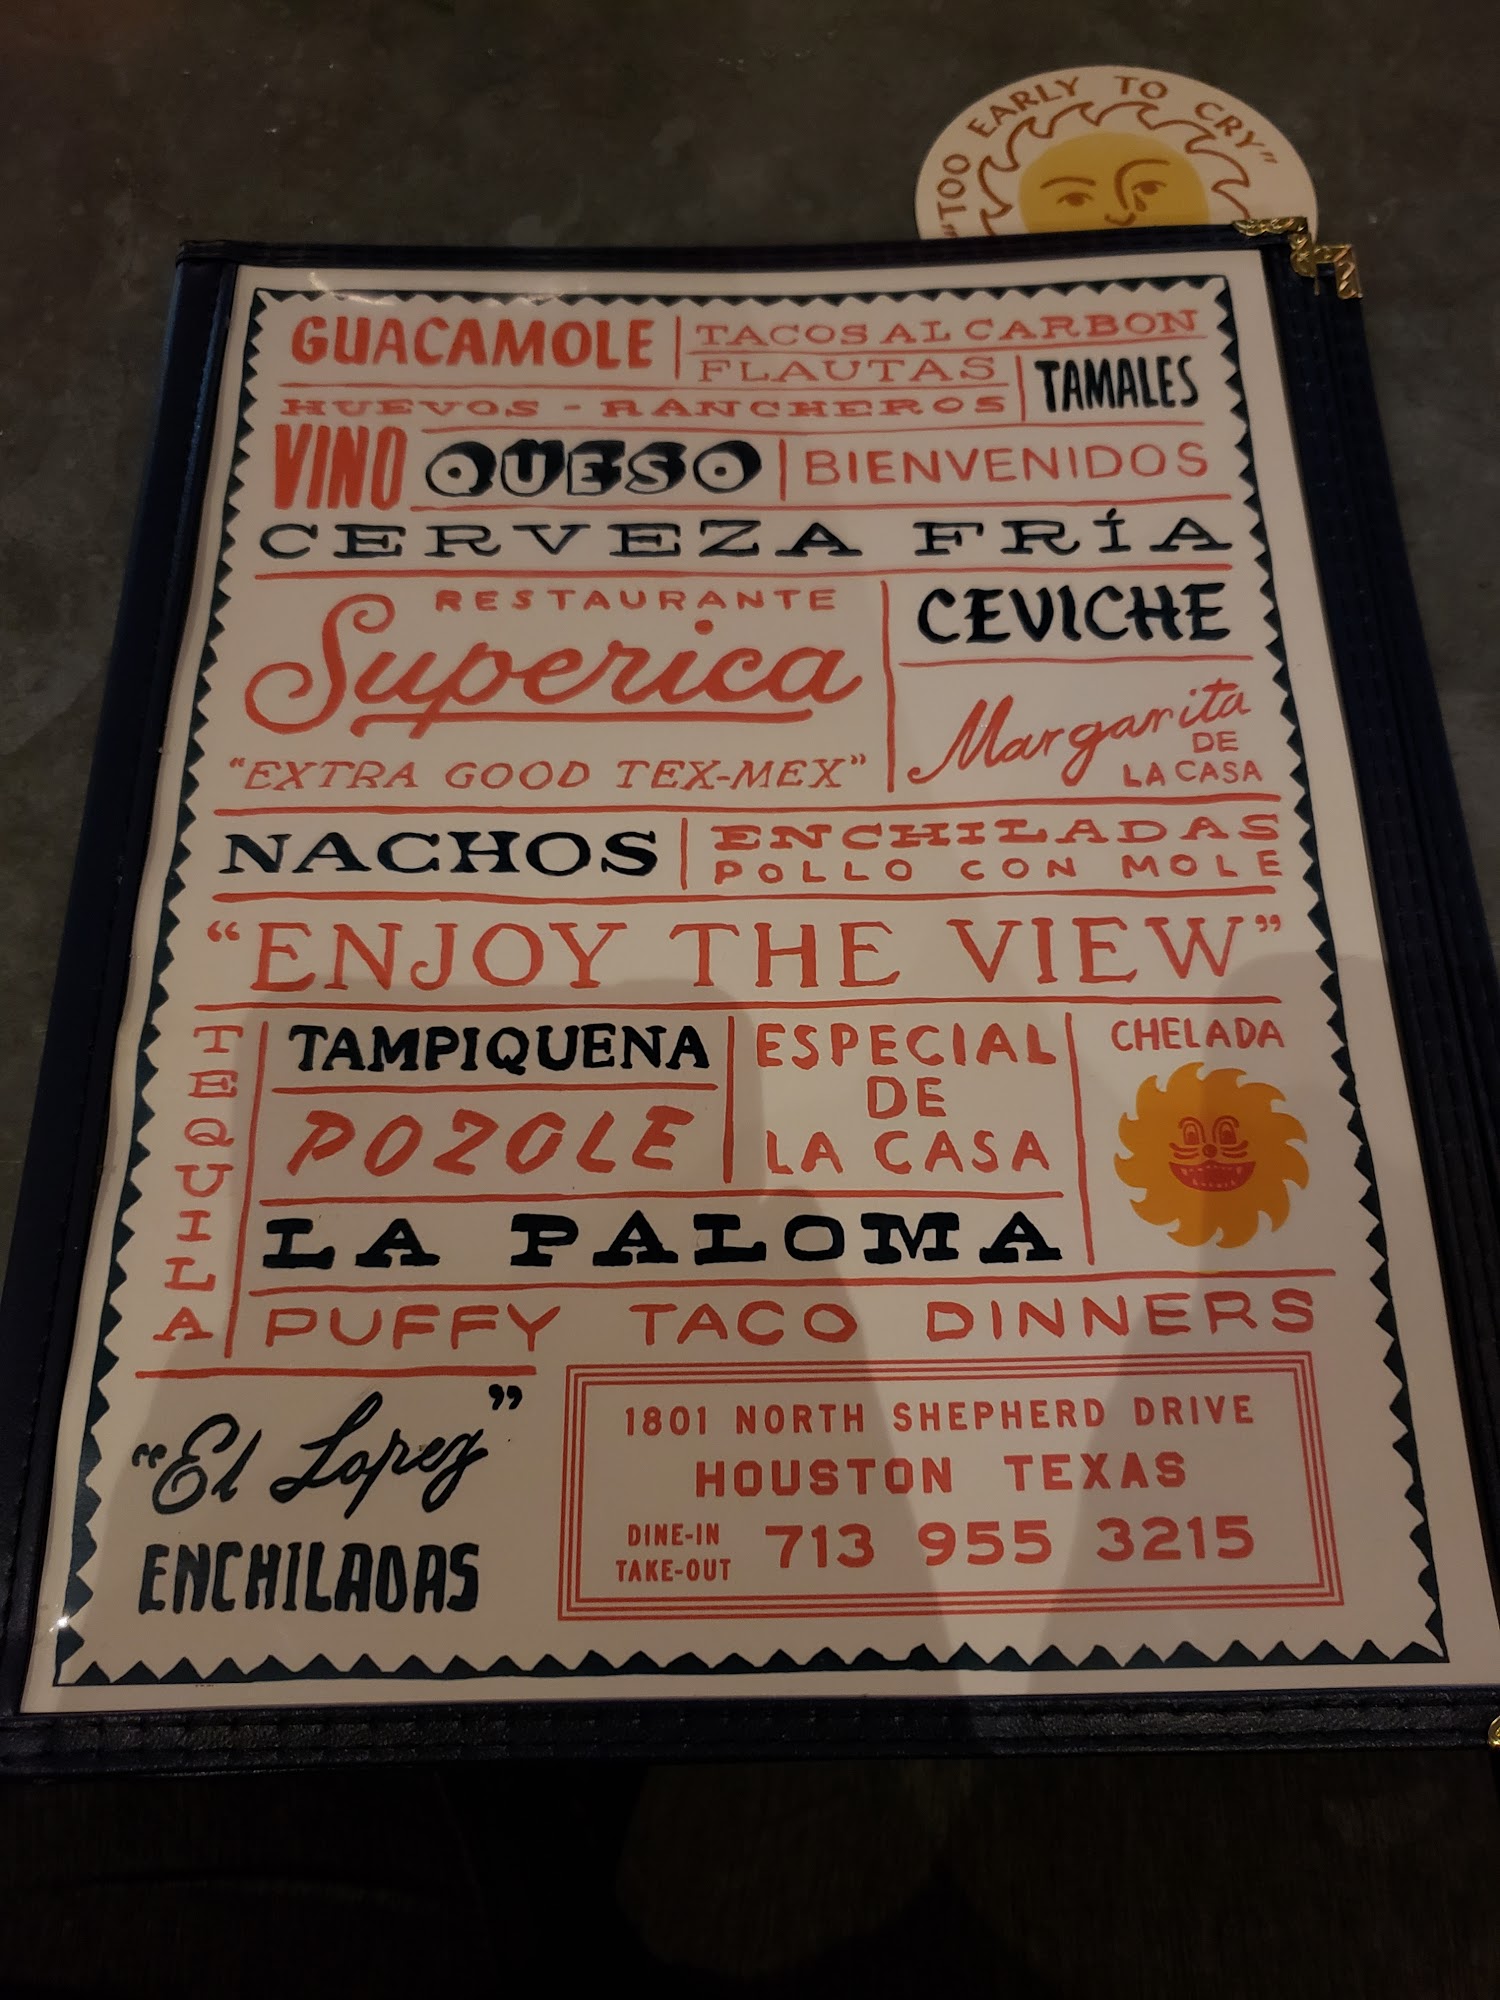 "TOO EARLY TO CRY"
GUACAMOLE
TACOS AL CARBON
FLAUTAS
TAMALES
HUEVOS - RANCHEROS
VINO
QUESO
BIENVENIDOS
CERVEZA FRÍA
RESTAURANTE
Superica
"EXTRA GOOD TEX-MEX"
CEVICHE
Margarita
DE
LA CASA
NACHOS
ENCHILADAS
POLLO CON MOLE
"ENJOY THE VIEW"
TEQUILA
TAMPIQUENA
POZOLE
ESPECIAL
DE
LA CASA
CHELADA
LA PALOMA
PUFFY TACO DINNERS
"El Lopez"
ENCHILADAS
1801 NORTH SHEPHERD DRIVE
HOUSTON TEXAS
DINE-IN
TAKE-OUT
713 955 3215